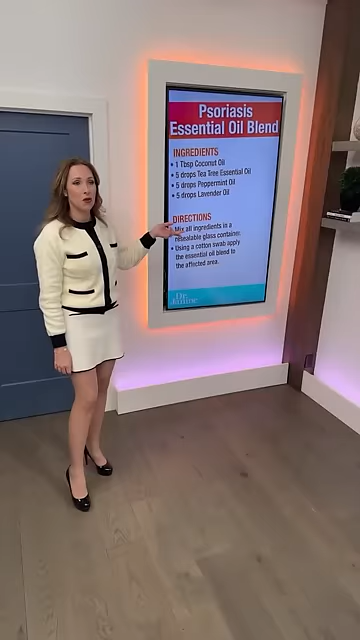 Psoriasis
Essential Oil Blend
INGREDIENTS
• 1 Tbsp Coconut Oil
• 5 drops Tea Tree Essential Oil
• 5 drops Peppermint Oil
• 5 drops Lavender Oil
DIRECTIONS
• Mix all ingredients in a
resealable glass container.
• Using a cotton swab apply
the essential oil blend to
the affected area.
Dr.
Janine